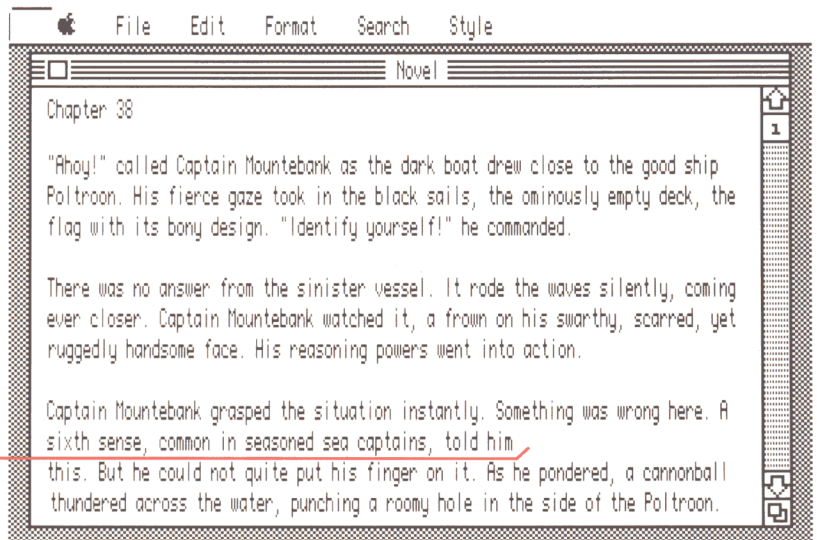 File Edit Format Search Style
Novel
Chapter 38
"Ahoy!" called Captain Mountebank as the dark boat drew close to the good ship
Poltroon. His fierce gaze took in the black sails, the ominously empty deck, the
flag with its bony design. "Identify yourself!" he commanded.
There was no answer from the sinister vessel. It rode the waves silently, coming
ever closer. Captain Mountebank watched it, a frown on his swarthy, scarred, yet
ruggedly handsome face. His reasoning powers went into action.
Captain Mountebank grasped the situation instantly. Something was wrong here. A
sixth sense, common in seasoned sea captains, told him
this. But he could not quite put his finger on it. As he pondered, a cannonball
thundered across the water, punching a roomy hole in the side of the Poltroon.
1